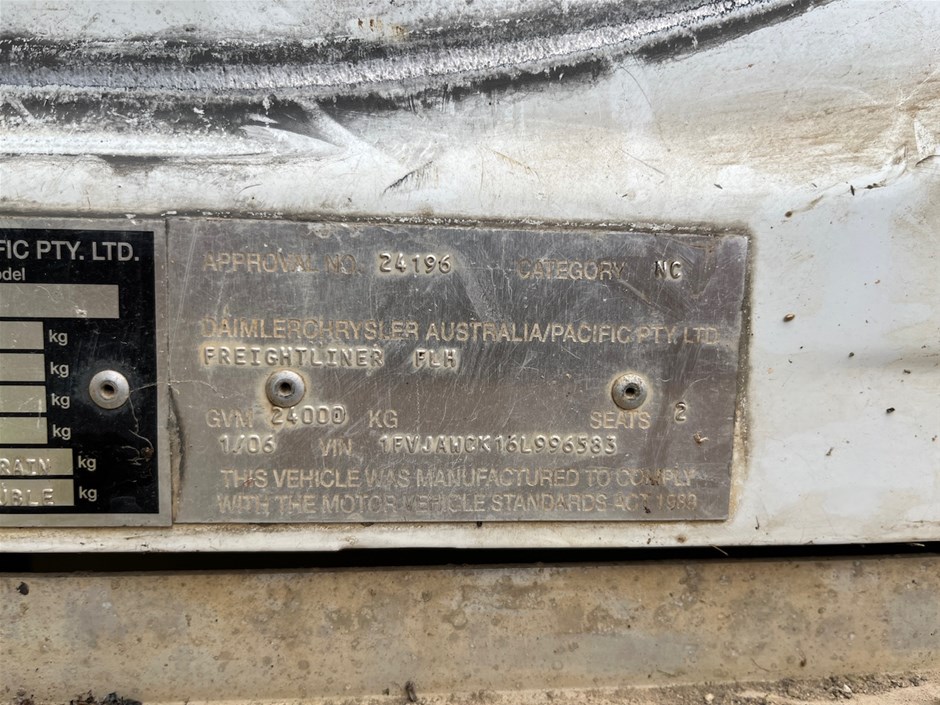 IFIC PTY. LTD.
odel
kg
kg
kg
kg
RAIN kg
UBLE kg
APPROVAL NO. 24196 CATEGORY NC
DAIMLERCHRYSLER AUSTRALIA/PACIFIC PTY. LTD.
FREIGHTLINER FLH
GVM 24000 KG SEATS 2
1/06 VIN 1FVJAHCK16L996583
THIS VEHICLE WAS MANUFACTURED TO COMPLY
WITH THE MOTOR VEHICLE STANDARDS ACT 1989